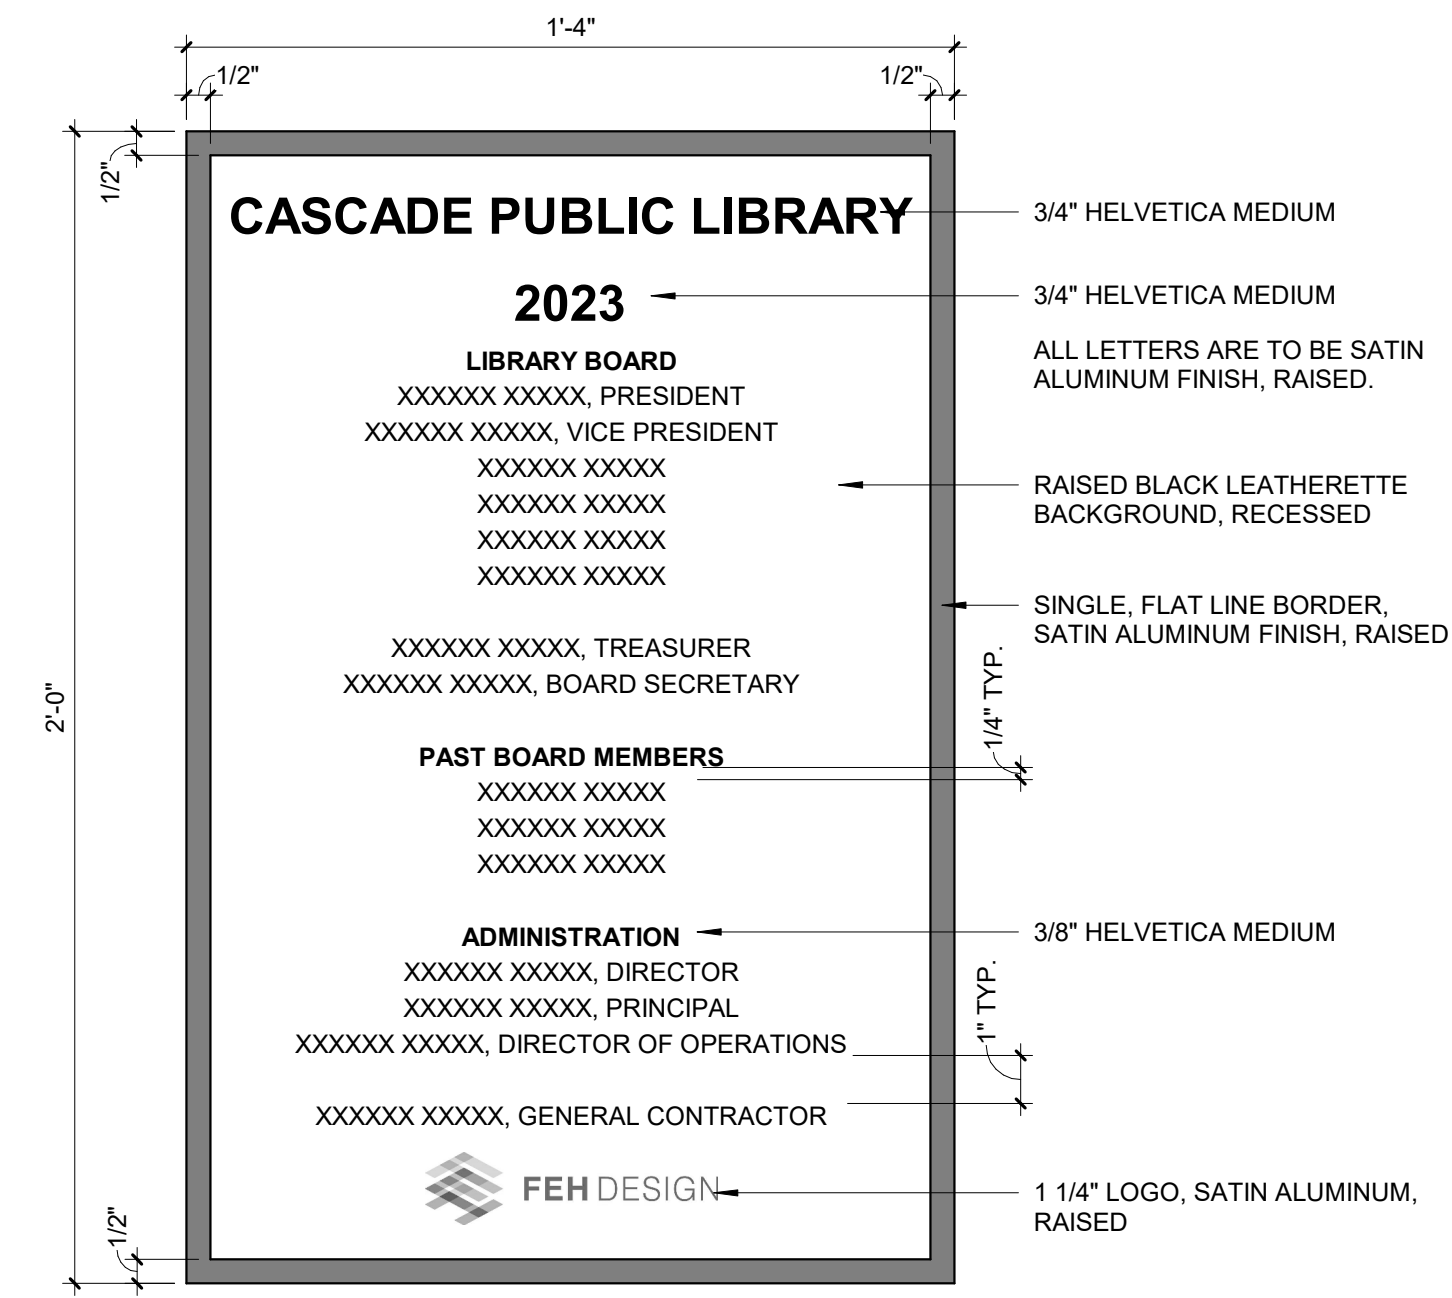 1'-4"
1/2"
1/2"
1/2"
CASCADE PUBLIC LIBRARY
3/4" HELVETICA MEDIUM
2023
3/4" HELVETICA MEDIUM
ALL LETTERS ARE TO BE SATIN
ALUMINUM FINISH, RAISED.
LIBRARY BOARD
XXXXXX XXXXX, PRESIDENT
XXXXXX XXXXX, VICE PRESIDENT
XXXXXX XXXXX
XXXXXX XXXXX
XXXXXX XXXXX
XXXXXX XXXXX
RAISED BLACK LEATHERETTE
BACKGROUND, RECESSED
SINGLE, FLAT LINE BORDER,
SATIN ALUMINUM FINISH, RAISED
XXXXXX XXXXX, TREASURER
XXXXXX XXXXX, BOARD SECRETARY
2'-0"
1/4" TYP.
PAST BOARD MEMBERS
XXXXXX XXXXX
XXXXXX XXXXX
XXXXXX XXXXX
ADMINISTRATION
3/8" HELVETICA MEDIUM
XXXXXX XXXXX, DIRECTOR
XXXXXX XXXXX, PRINCIPAL
XXXXXX XXXXX, DIRECTOR OF OPERATIONS
1" TYP.
XXXXXX XXXXX, GENERAL CONTRACTOR
FEH DESIGN
1 1/4" LOGO, SATIN ALUMINUM,
RAISED
1/2"